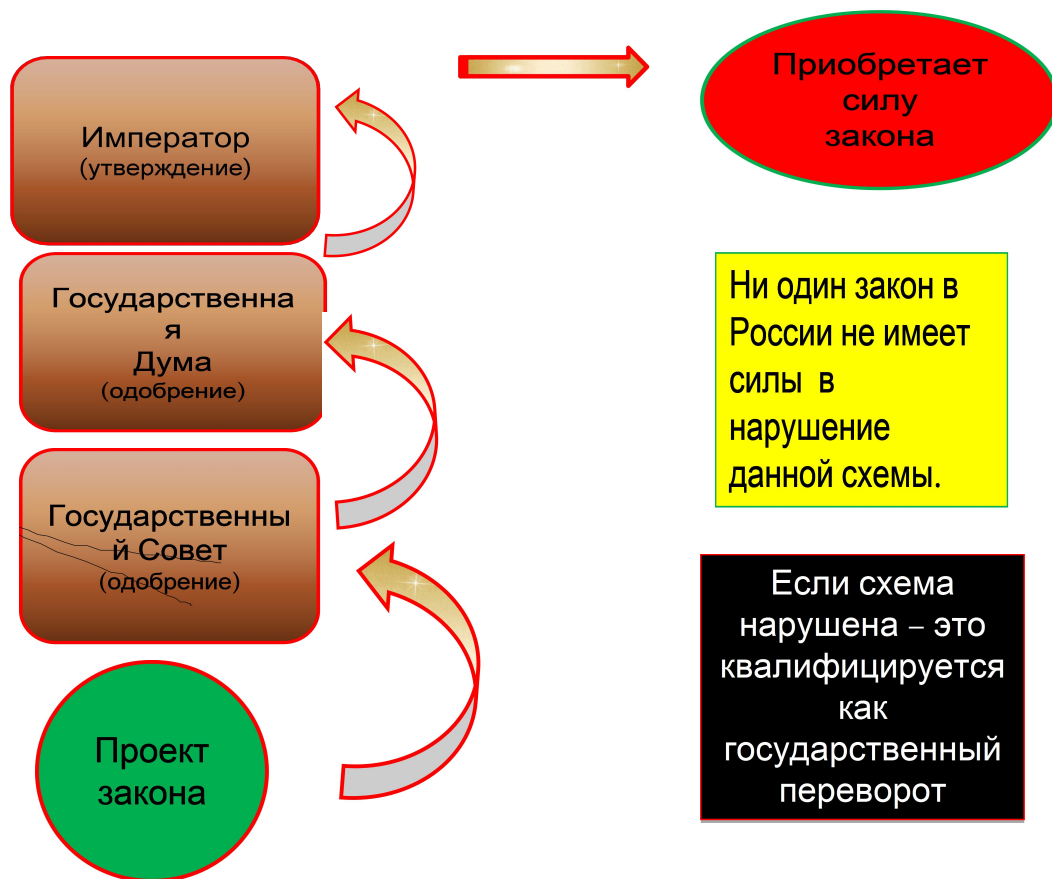 Император
(утверждение)
Государственна
я
Дума
(одобрение)
Государственны
й Совет
(одобрение)
Проект
закона
Приобретает
силу
закона
Ни один закон в
России не имеет
силы в
нарушение
данной схемы.
Если схема
нарушена – это
квалифицируется
как
государственный
переворот